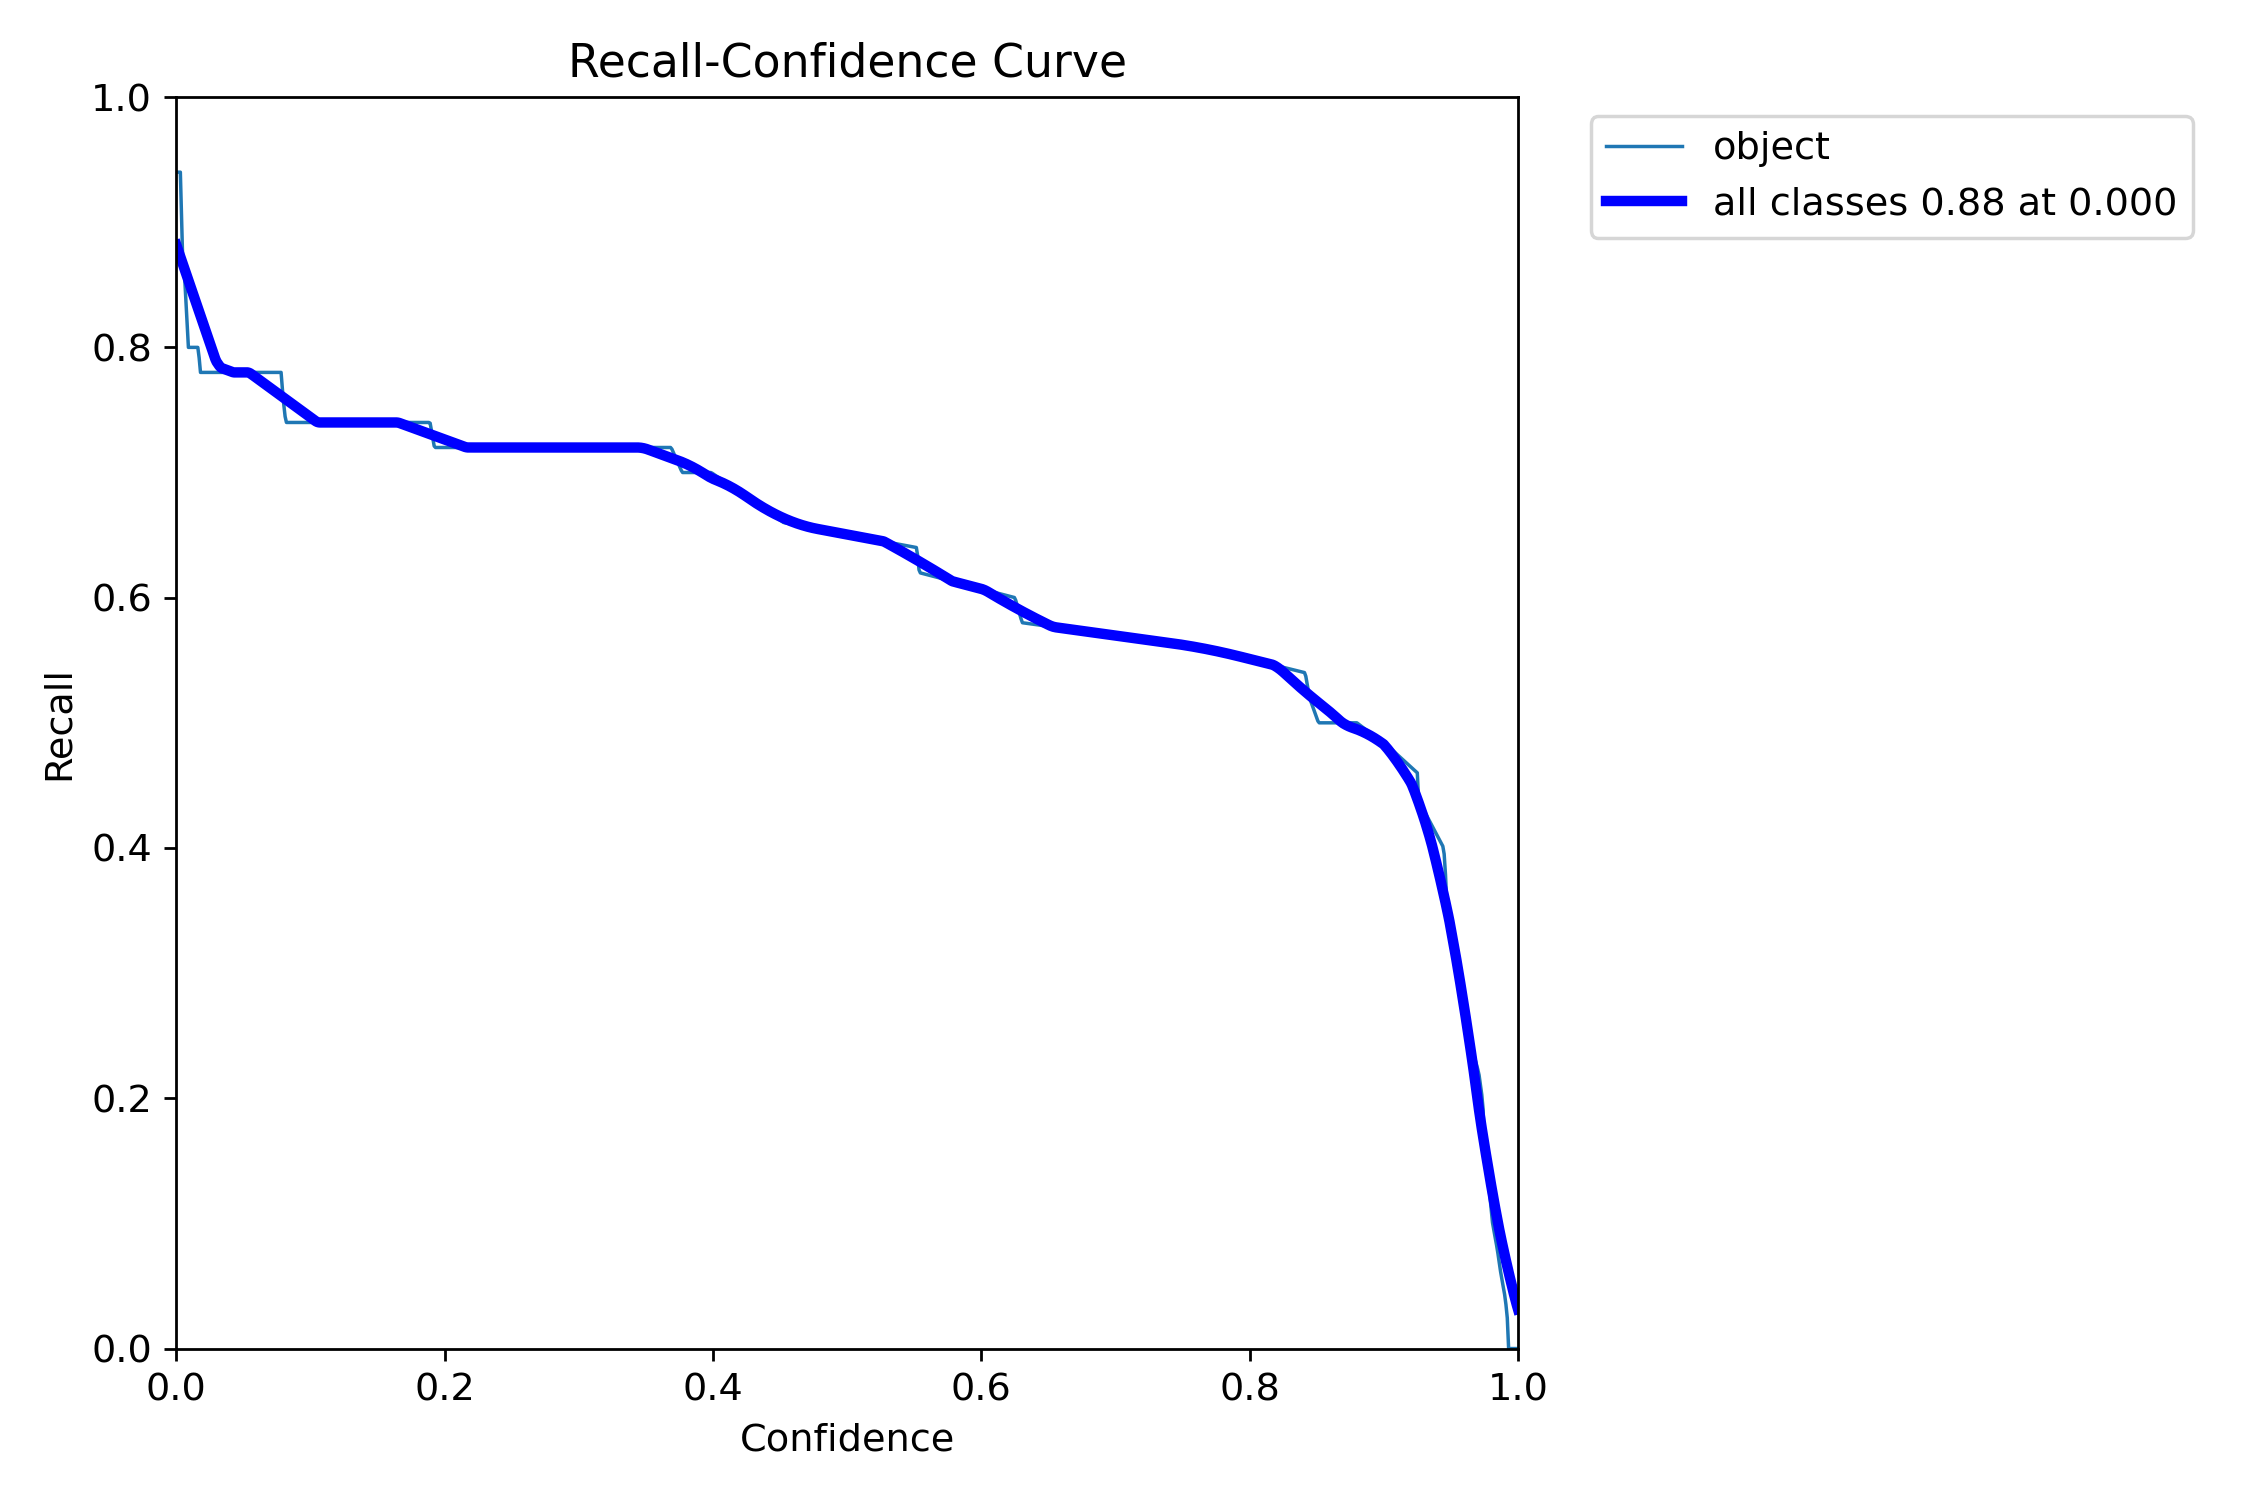 Recall-Confidence Curve
1.0
0.8
0.6
0.4
0.2
0.0
Recall
0.0 0.2 0.4 0.6 0.8 1.0
Confidence
object
all classes 0.88 at 0.000